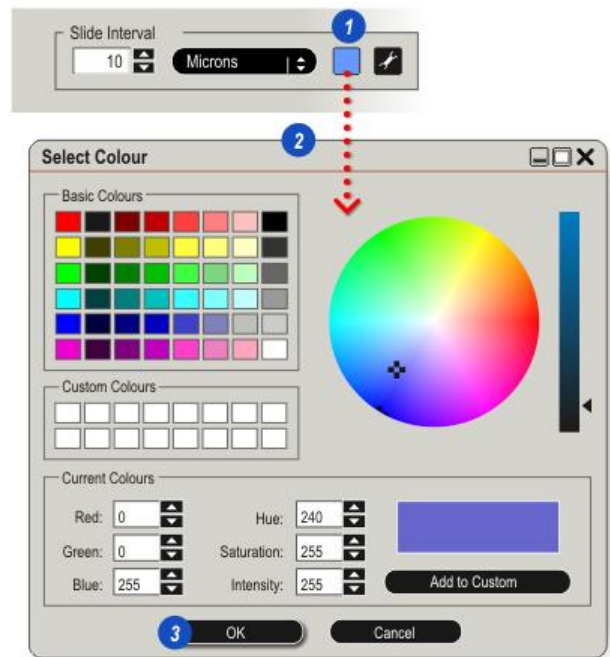 Slide Interval
1
10 Microns
2
Select Colour
Basic Colours
Custom Colours
Current Colours
Red: 0 Hue: 240
Green: 0 Saturation: 255
Blue: 255 Intensity: 255 Add to Custom
3 OK Cancel